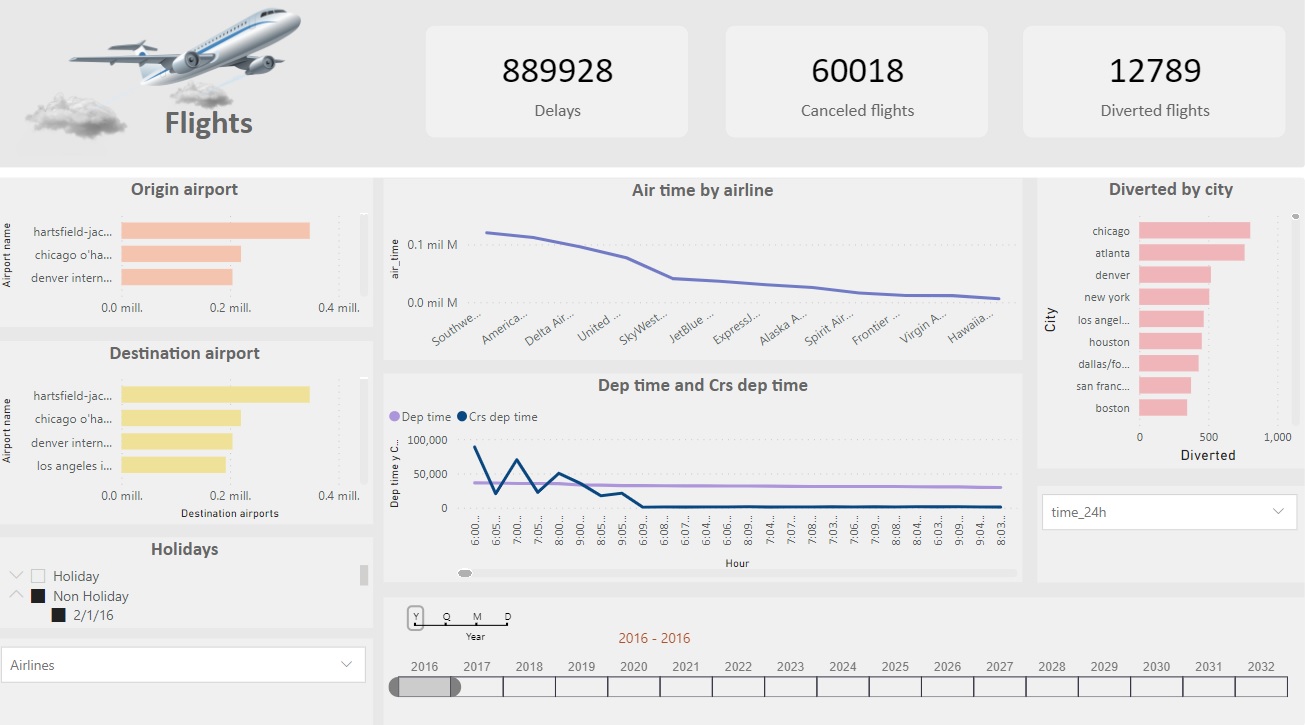 Flights
889928
Delays
60018
Canceled flights
12789
Diverted flights
Origin airport
Airport name
hartsfield-jac...
chicago o'ha...
denver intern...
0.0 mill. 0.2 mill. 0.4 mill.
Destination airport
Airport name
hartsfield-jac...
chicago o'ha...
denver intern...
los angeles i...
0.0 mill. 0.2 mill. 0.4 mill.
Destination airports
Holidays
Holiday
Non Holiday
2/1/16
Airlines
Air time by airline
air_time
0.1 mil M
0.0 mil M
Southwe... America... Delta Air... United ... SkyWest... JetBlue ... ExpressJ... Alaska A... Spirit Air... Frontier ... Virgin A... Hawaiia...
Dep time and Crs dep time
Dep time Crs dep time
Dep time y C...
100,000
50,000
0
6:00... 6:05... 7:00... 7:05... 8:00... 9:00... 8:05... 9:05... 6:06... 6:07... 6:04... 6:08... 6:09... 7:04... 7:07... 7:08... 6:03... 7:06... 7:09... 8:06... 8:04... 6:03... 9:09... 9:04... 8:03...
Hour
Diverted by city
City
chicago
atlanta
denver
new york
los angel...
houston
dallas/fo...
san franc...
boston
0 500 1,000
Diverted
time_24h
Y Q M D
Year
2016 - 2016
2016 2017 2018 2019 2020 2021 2022 2023 2024 2025 2026 2027 2028 2029 2030 2031 2032